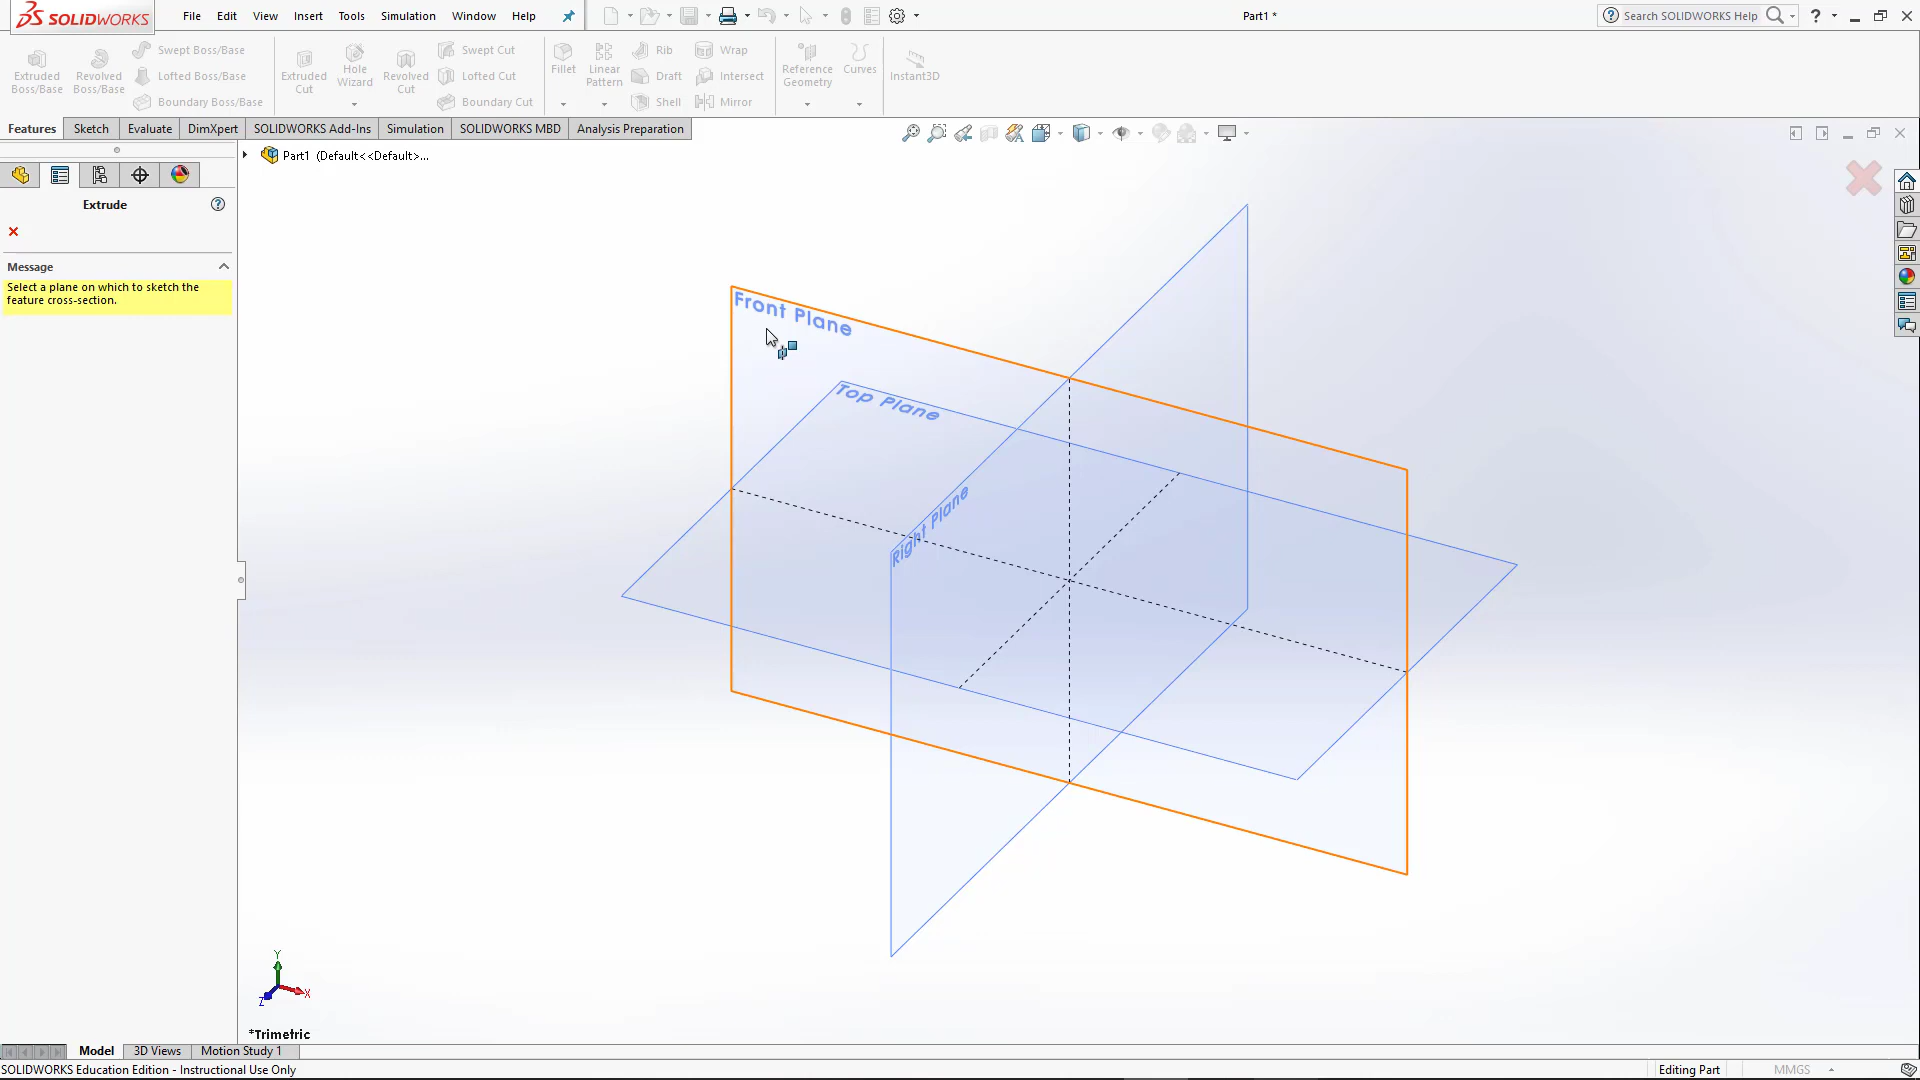 SOLIDWORKS
File Edit View Insert Tools Simulation Window Help
Part1 *
Search SOLIDWORKS Help
?
Extruded Boss/Base
Revolved Boss/Base
Swept Boss/Base
Lofted Boss/Base
Boundary Boss/Base
Extruded Cut
Hole Wizard
Revolved Cut
Swept Cut
Lofted Cut
Boundary Cut
Fillet
Linear Pattern
Rib
Draft
Shell
Wrap
Intersect
Mirror
Reference Geometry
Curves
Instant3D
Features Sketch Evaluate DimXpert SOLIDWORKS Add-Ins Simulation SOLIDWORKS MBD Analysis Preparation
Part1 (Default<<Default>...
Extrude
?
Message
Select a plane on which to sketch the
feature cross-section.
Front Plane
Top Plane
Right Plane
Y
X
Z
*Trimetric
Model 3D Views Motion Study 1
SOLIDWORKS Education Edition - Instructional Use Only
Editing Part
MMGS